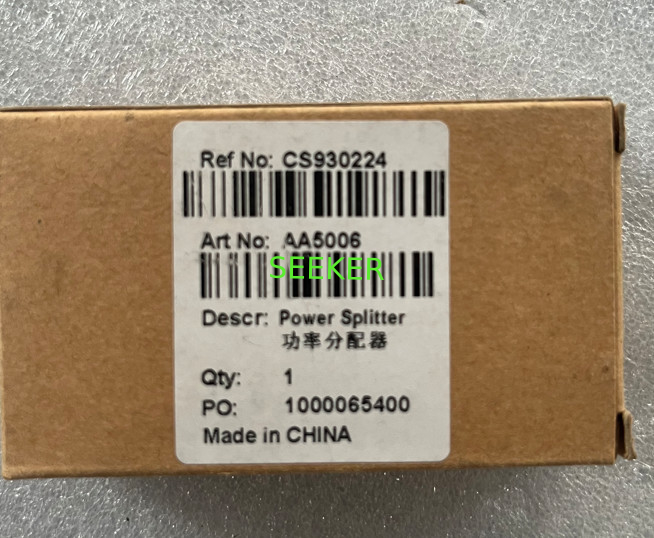 Ref No: CS930224
Art No: AA5006
SEEKER
Descr: Power Splitter
功率分配器
Qty: 1
PO: 1000065400
Made in CHINA